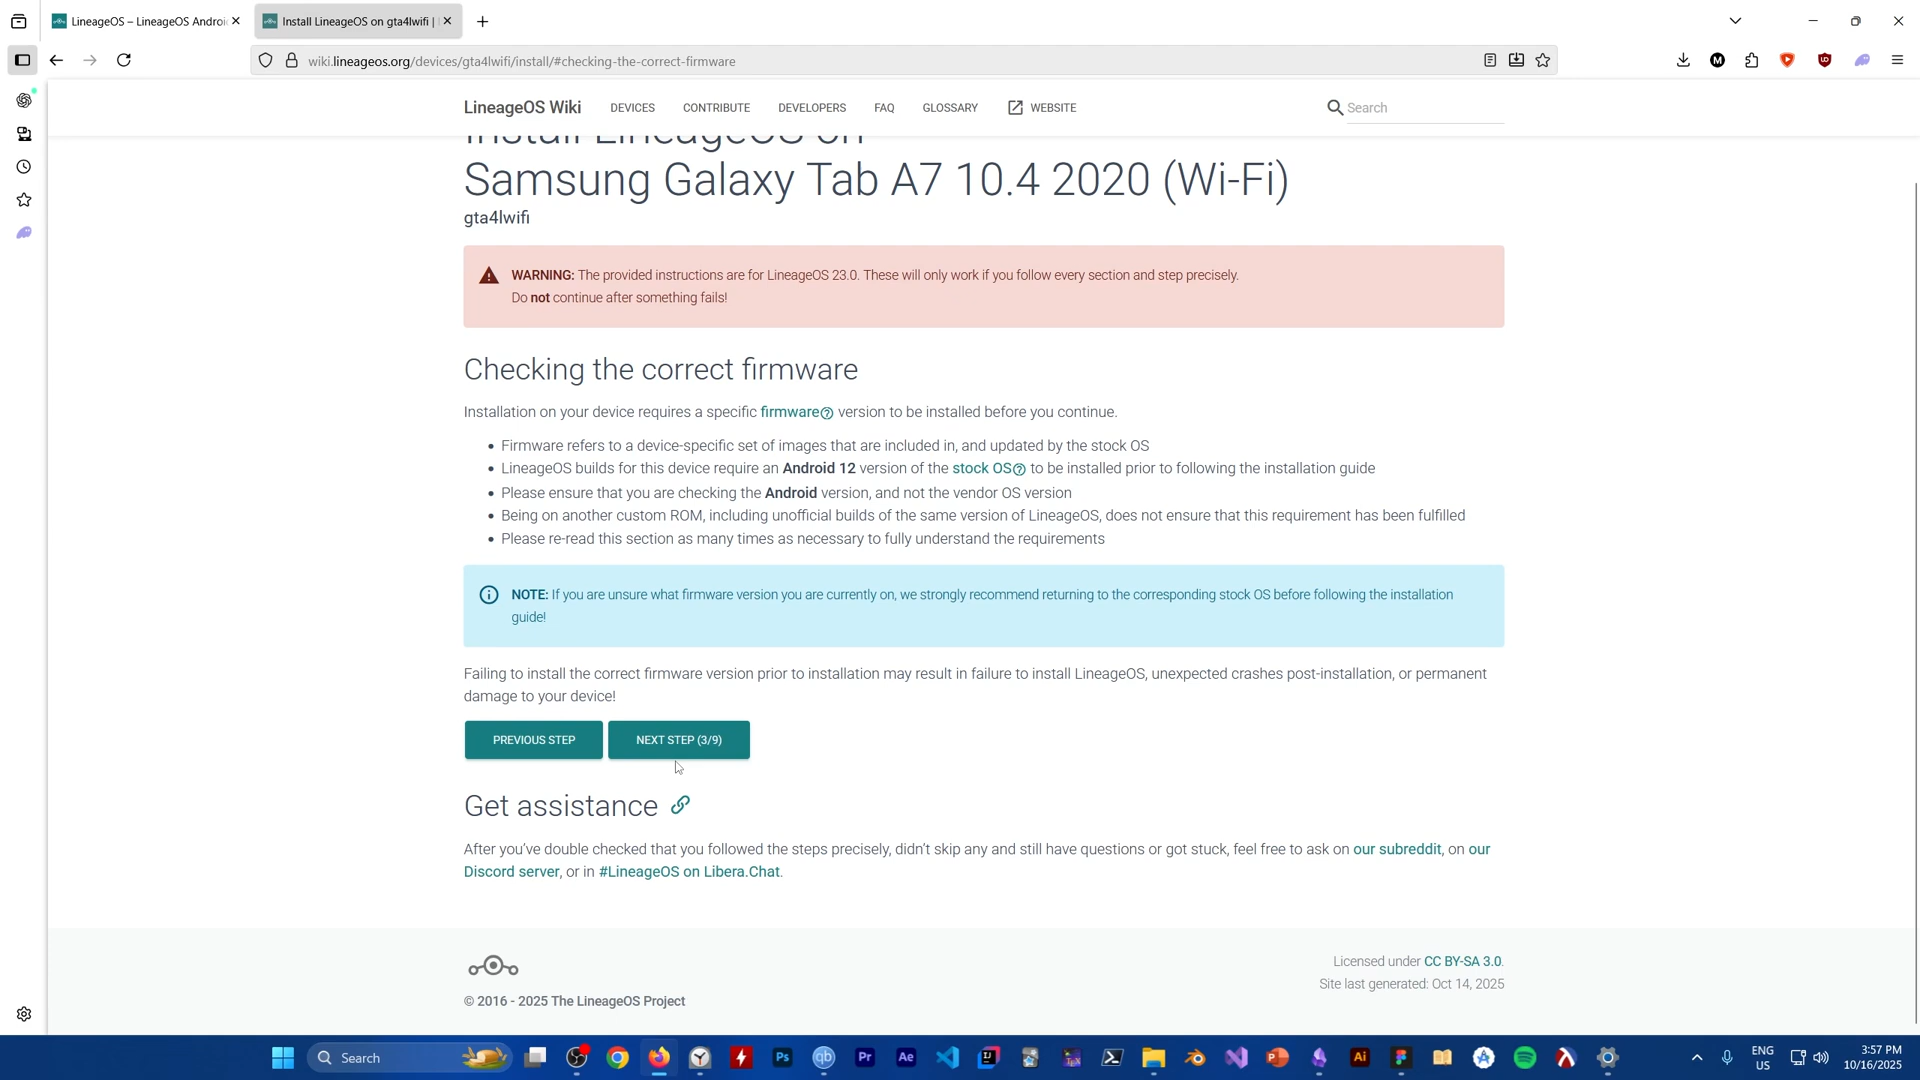 LineageOS – LineageOS Androi
Install LineageOS on gta4lwifi |
wiki.lineageos.org/devices/gta4lwifi/install/#checking-the-correct-firmware
LineageOS Wiki
DEVICES
CONTRIBUTE
DEVELOPERS
FAQ
GLOSSARY
WEBSITE
Search
Install LineageOS on
Samsung Galaxy Tab A7 10.4 2020 (Wi-Fi)
gta4lwifi
WARNING: The provided instructions are for LineageOS 23.0. These will only work if you follow every section and step precisely.
Do not continue after something fails!
Checking the correct firmware
Installation on your device requires a specific firmware version to be installed before you continue.
• Firmware refers to a device-specific set of images that are included in, and updated by the stock OS
• LineageOS builds for this device require an Android 12 version of the stock OS to be installed prior to following the installation guide
• Please ensure that you are checking the Android version, and not the vendor OS version
• Being on another custom ROM, including unofficial builds of the same version of LineageOS, does not ensure that this requirement has been fulfilled
• Please re-read this section as many times as necessary to fully understand the requirements
NOTE: If you are unsure what firmware version you are currently on, we strongly recommend returning to the corresponding stock OS before following the installation
guide!
Failing to install the correct firmware version prior to installation may result in failure to install LineageOS, unexpected crashes post-installation, or permanent
damage to your device!
PREVIOUS STEP
NEXT STEP (3/9)
Get assistance
After you’ve double checked that you followed the steps precisely, didn’t skip any and still have questions or got stuck, feel free to ask on our subreddit, on our
Discord server, or in #LineageOS on Libera.Chat.
Licensed under CC BY-SA 3.0.
Site last generated: Oct 14, 2025
© 2016 - 2025 The LineageOS Project
Search
Ps
qb
Pr
Ae
Ai
ENG
US
3:57 PM
10/16/2025